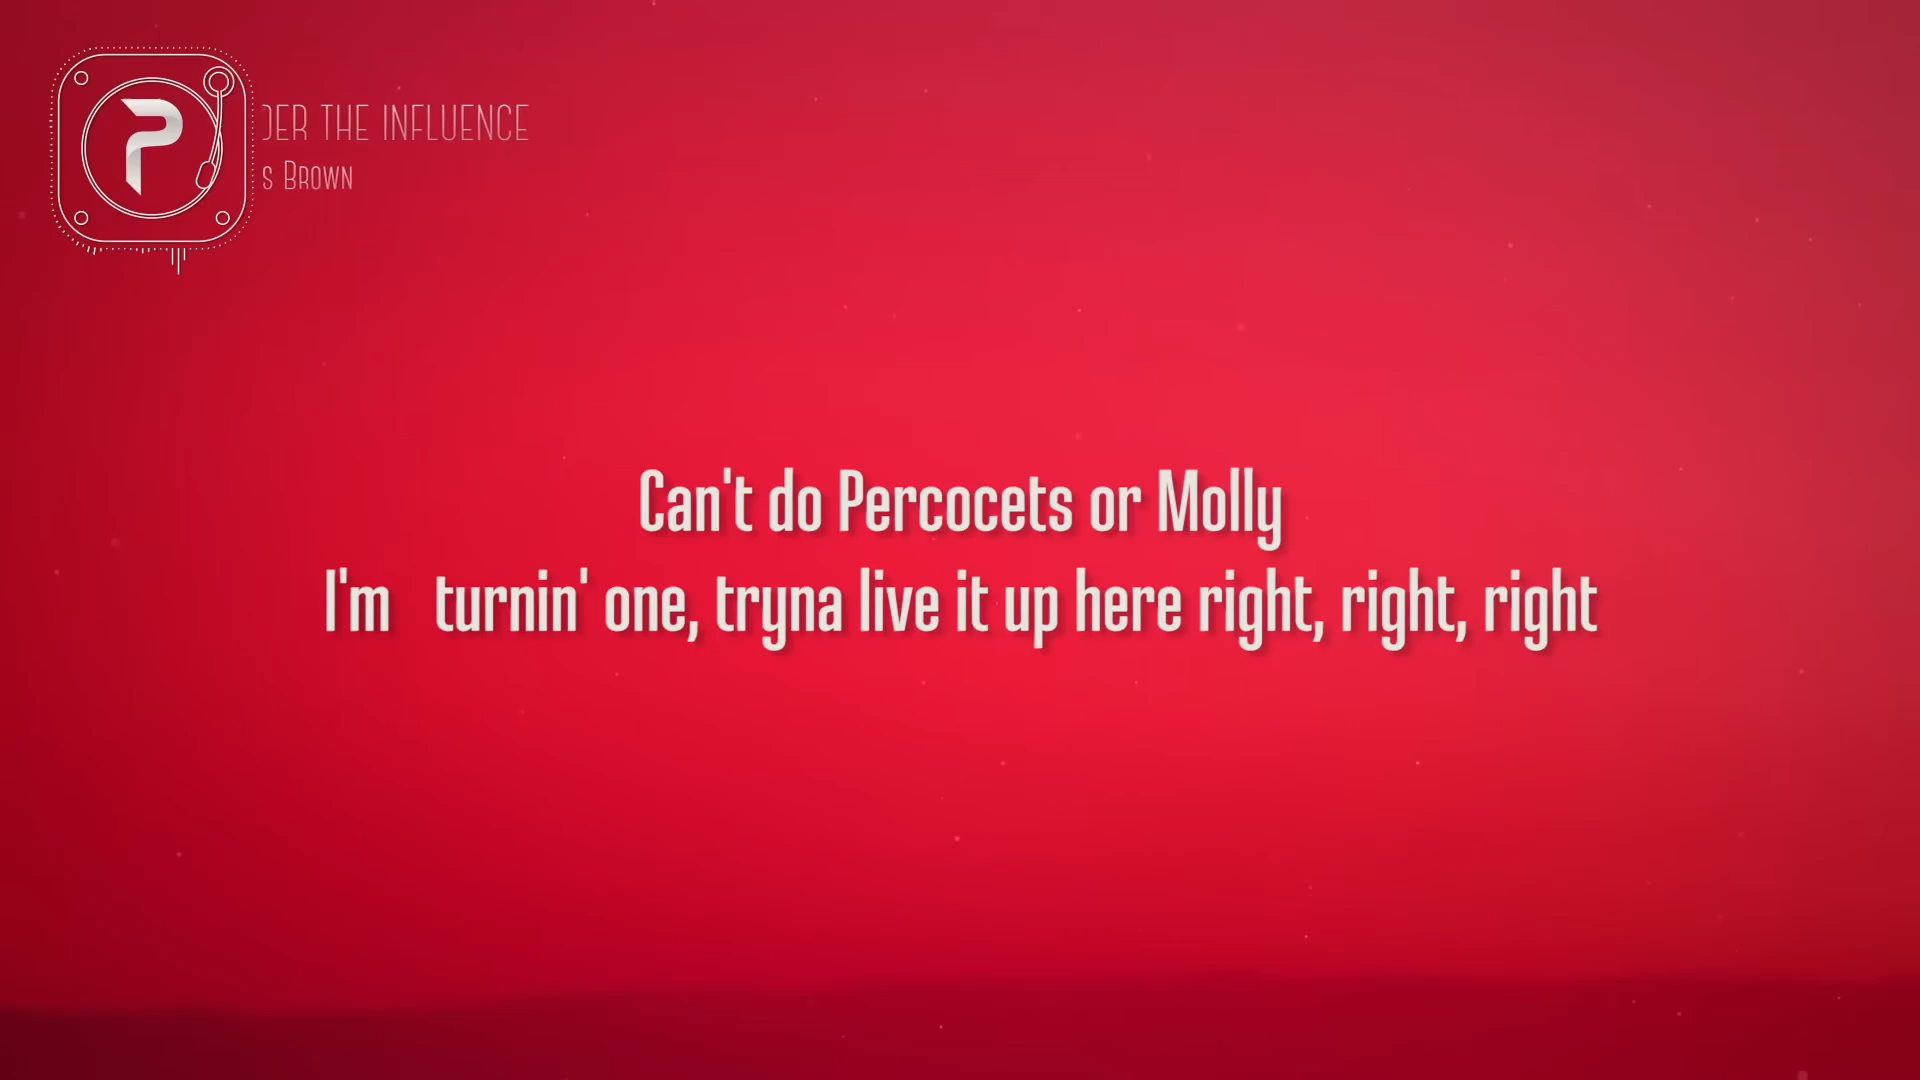 DER THE INFLUENCE
S BROWN
Can't do Percocets or Molly
I'm turnin' one, tryna live it up here right, right, right